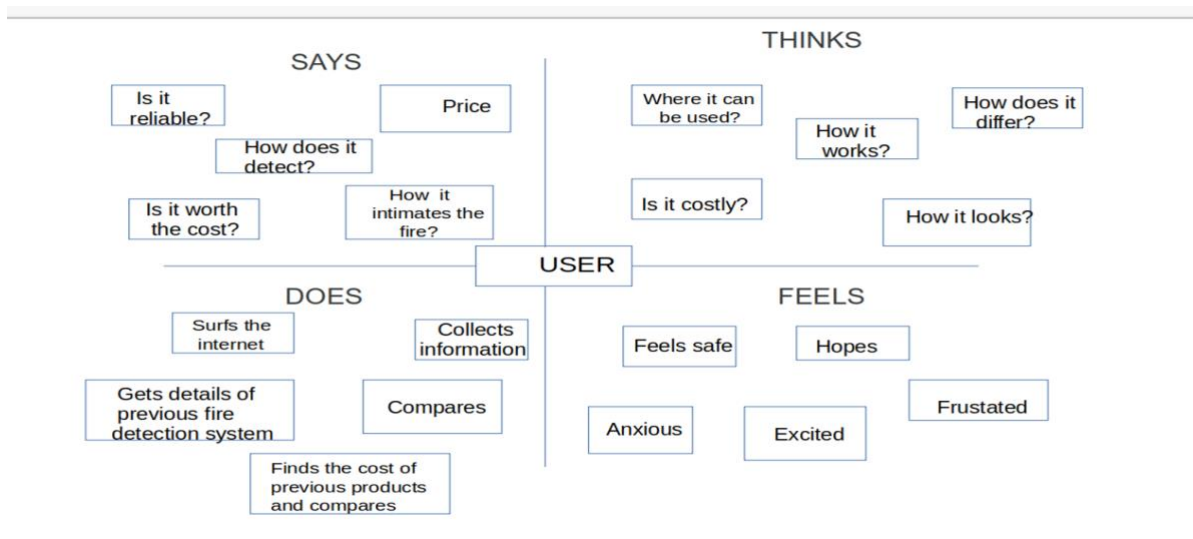 SAYS
Is it
reliable?
Price
How does it
detect?
Is it worth
the cost?
How it
intimates the
fire?
THINKS
Where it can
be used?
How it
works?
How does it
differ?
Is it costly?
How it looks?
USER
DOES
Surfs the
internet
Collects
information
Gets details of
previous fire
detection system
Compares
Finds the cost of
previous products
and compares
FEELS
Feels safe
Hopes
Frustated
Anxious
Excited